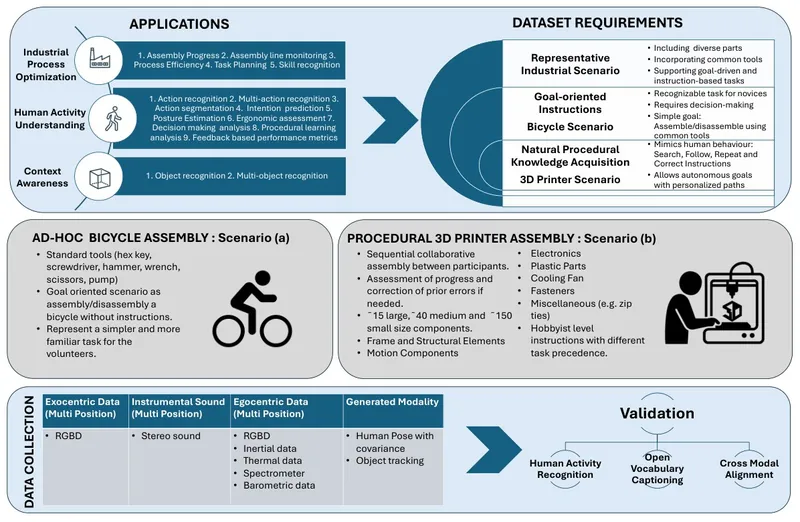 APPLICATIONS
Industrial
Process
Optimization
1. Assembly Progress 2. Assembly line monitoring 3.
Process Efficiency 4. Task Planning 5. Skill recognition
Human Activity
Understanding
1. Action recognition 2. Multi-action recognition 3.
Action segmentation 4. Intention prediction 5.
Posture Estimation 6. Ergonomic assessment 7.
Decision making analysis 8. Procedural learning
analysis 9. Feedback based performance metrics
Context
Awareness
1. Object recognition 2. Multi-object recognition
DATASET REQUIREMENTS
Representative
Industrial Scenario
• Including diverse parts
• Incorporating common tools
• Supporting goal-driven and
instruction-based tasks
Goal-oriented
Instructions
Bicycle Scenario
• Recognizable task for novices
• Requires decision-making
• Simple goal:
Assemble/disassemble using
common tools
Natural Procedural
Knowledge Acquisition
3D Printer Scenario
• Mimics human behaviour:
Search, Follow, Repeat and
Correct Instructions
• Allows autonomous goals
with personalized paths
AD-HOC BICYCLE ASSEMBLY : Scenario (a)
• Standard tools (hex key,
screwdriver, hammer, wrench,
scissors, pump)
• Goal oriented scenario as
assembly/disassembly a
bicycle without instructions.
• Represent a simpler and more
familiar task for the
volunteers.
PROCEDURAL 3D PRINTER ASSEMBLY : Scenario (b)
• Sequential collaborative
assembly between participants.
• Assessment of progress and
correction of prior errors if
needed.
• ~15 large,~40 medium and ~150
small size components.
• Frame and Structural Elements
• Motion Components
• Electronics
• Plastic Parts
• Cooling Fan
• Fasteners
• Miscellaneous (e.g. zip
ties)
• Hobbyist level
instructions with different
task precedence.
3D
DATA COLLECTION
Exocentric Data
(Multi Position)
• RGBD
Instrumental Sound
(Multi Position)
• Stereo sound
Egocentric Data
(Multi Position)
• RGBD
• Inertial data
• Thermal data
• Spectrometer
• Barometric data
Generated Modality
• Human Pose with
covariance
• Object tracking
Validation
Human Activity
Recognition
Open
Vocabulary
Captioning
Cross Modal
Alignment